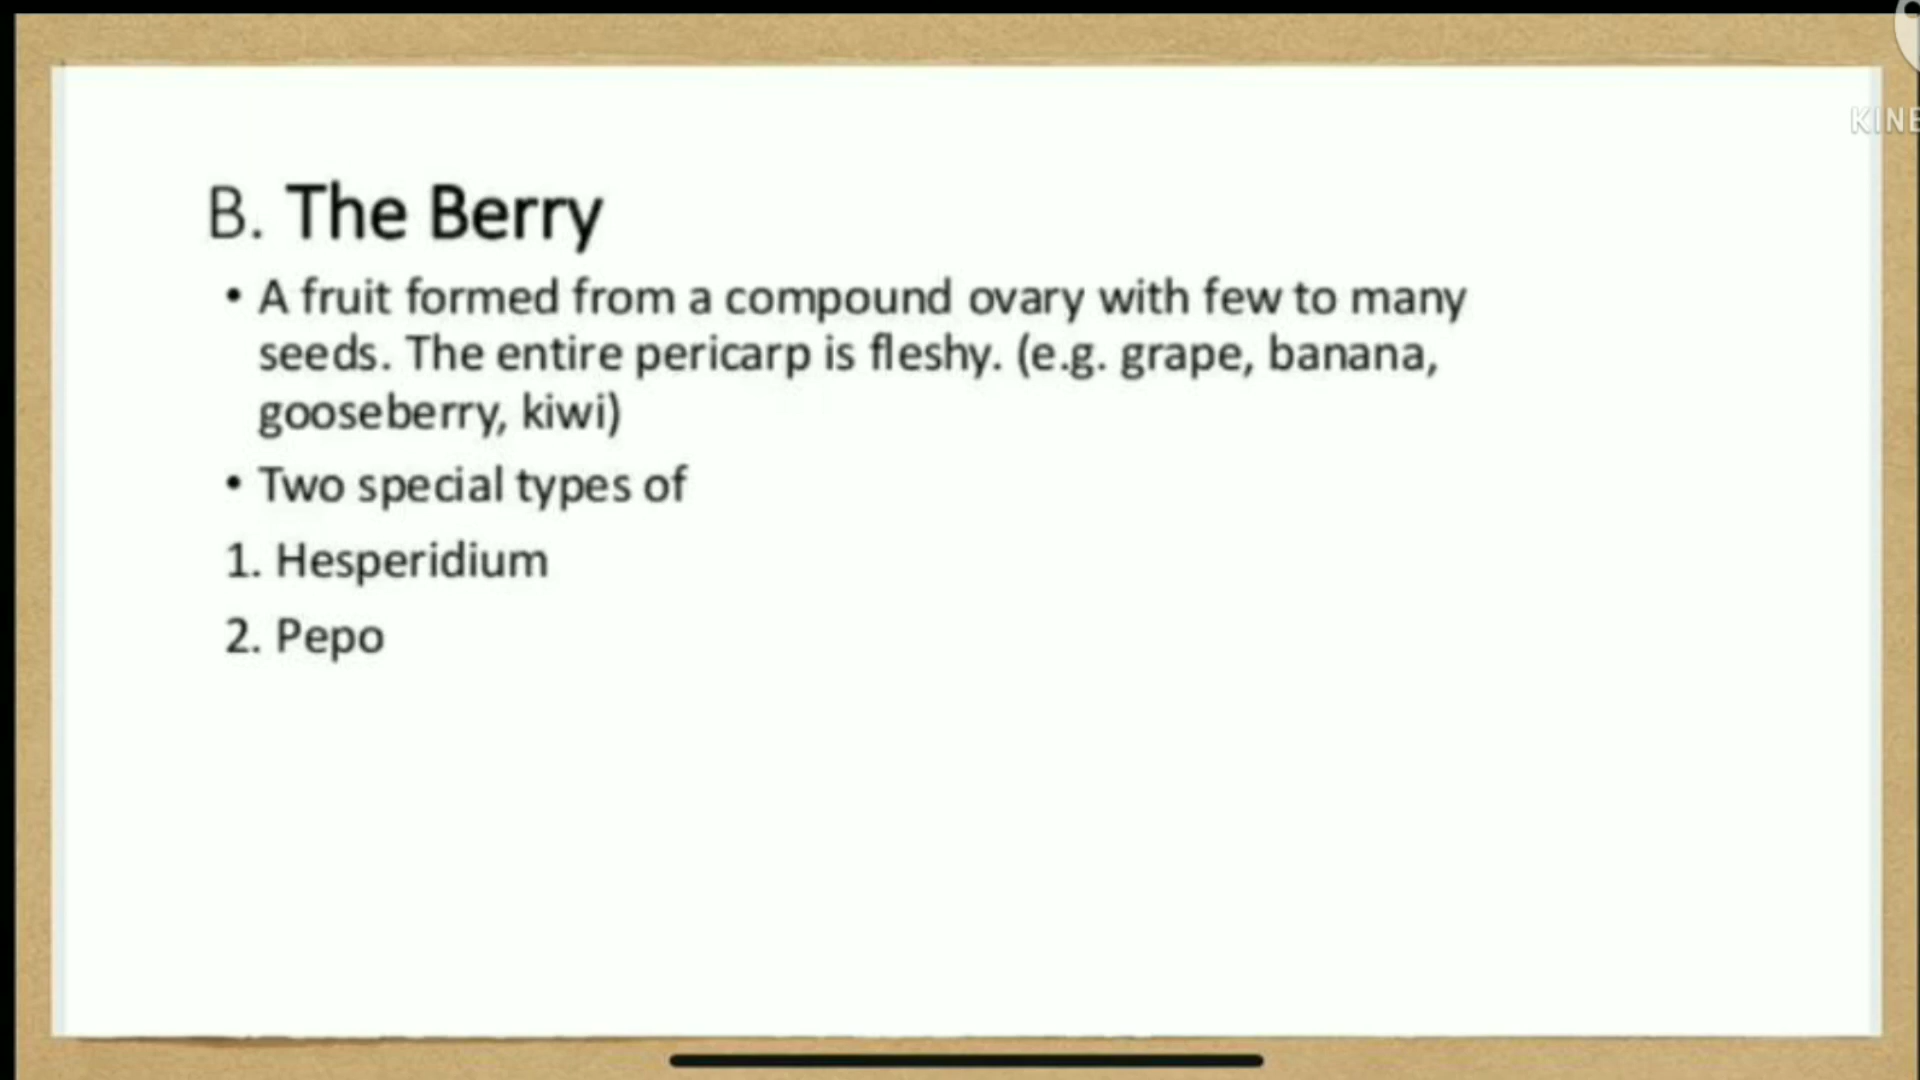 KINE
B. The Berry
• A fruit formed from a compound ovary with few to many
seeds. The entire pericarp is fleshy. (e.g. grape, banana,
gooseberry, kiwi)
• Two special types of
1. Hesperidium
2. Pepo